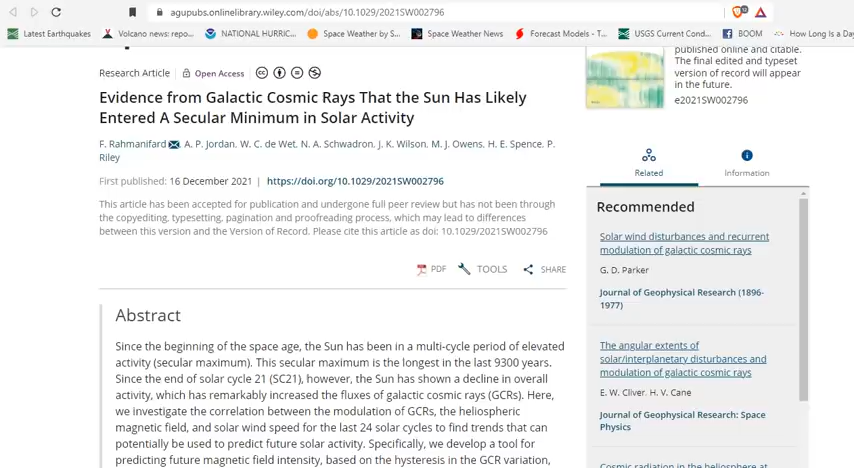 agupubs.onlinelibrary.wiley.com/doi/abs/10.1029/2021SW002796
Latest Earthquakes
Volcano news: repo...
NATIONAL HURRIC...
Space Weather by S...
Space Weather News
Forecast Models - T...
USGS Current Cond...
BOOM
How Long Is a Day
Research Article
Open Access
Evidence from Galactic Cosmic Rays That the Sun Has Likely
Entered A Secular Minimum in Solar Activity
F. Rahmanifard, A. P. Jordan, W. C. de Wet, N. A. Schwadron, J. K. Wilson, M. J. Owens, H. E. Spence, P.
Riley
First published: 16 December 2021 | https://doi.org/10.1029/2021SW002796
This article has been accepted for publication and undergone full peer review but has not been through
the copyediting, typesetting, pagination and proofreading process, which may lead to differences
between this version and the Version of Record. Please cite this article as doi: 10.1029/2021SW002796
PDF
TOOLS
SHARE
Abstract
Since the beginning of the space age, the Sun has been in a multi-cycle period of elevated
activity (secular maximum). This secular maximum is the longest in the last 9300 years.
Since the end of solar cycle 21 (SC21), however, the Sun has shown a decline in overall
activity, which has remarkably increased the fluxes of galactic cosmic rays (GCRs). Here,
we investigate the correlation between the modulation of GCRs, the heliospheric
magnetic field, and solar wind speed for the last 24 solar cycles to find trends that can
potentially be used to predict future solar activity. Specifically, we develop a tool for
predicting future magnetic field intensity, based on the hysteresis in the GCR variation,
published online and citable.
The final edited and typeset
version of record will appear
in the future.
e2021SW002796
Related
Information
Recommended
Solar wind disturbances and recurrent
modulation of galactic cosmic rays
G. D. Parker
Journal of Geophysical Research (1896-
1977)
The angular extents of
solar/interplanetary disturbances and
modulation of galactic cosmic rays
E. W. Cliver, H. V. Cane
Journal of Geophysical Research: Space
Physics
Cosmic radiation in the heliosphere at